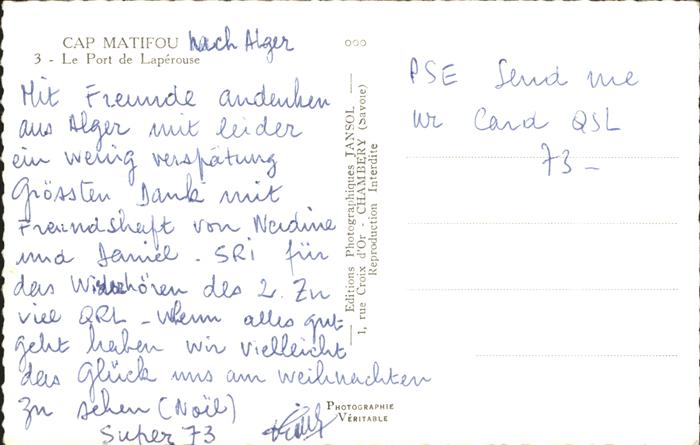 CAP MATIFOU nach Alger
3 - Le Port de Lapérouse
Mit Freunde andenken
aus Alger mit leider
ein wenig verspätung
Grössten Dank mit
Freundshaft von Nadine
und Daniel. SRI für
das Wiederhören des 2. Zu
viel QRL - Wenn alles gut
geht haben wir vielleicht
das Glück uns am Weihnachten
zu sehen (Noël)
Super 73
ooo
Editions Photographiques JANSOL
1, rue Croix d'Or - CHAMBERY (Savoie)
Reproduction Interdite
PHOTOGRAPHIE
VÉRITABLE
PSE Send me
ur Card QSL
73 -